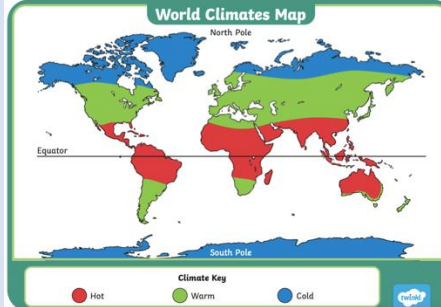 World Climates Map
North Pole
Equator
South Pole
Climate Key
Hot Warm Cold
twinkl